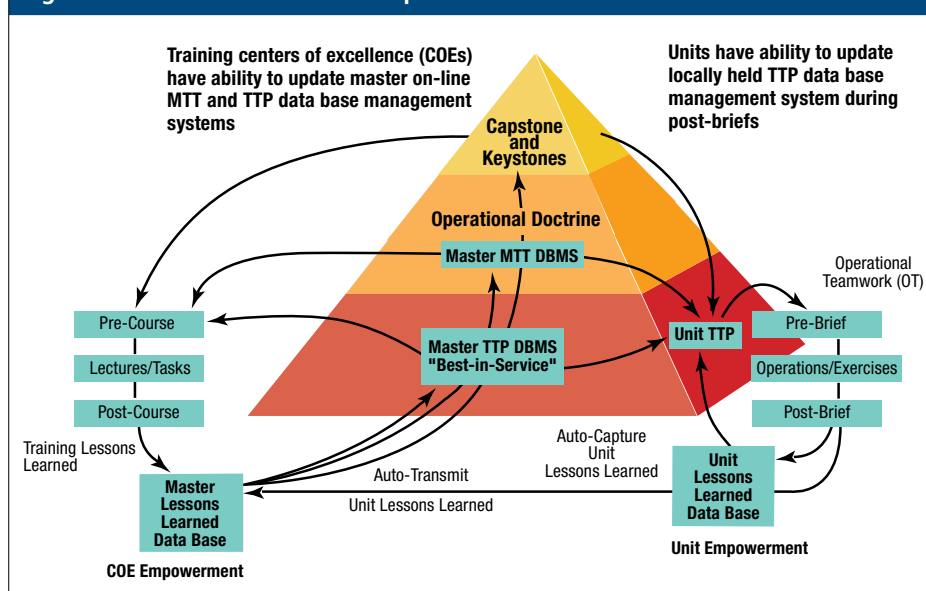 Training centers of excellence (COEs)
have ability to update master on-line
MTT and TTP data base management
systems
Units have ability to update
locally held TTP data base
management system during
post-briefs
Capstone
and
Keystones
Operational Doctrine
Master MTT DBMS
Operational
Teamwork (OT)
Pre-Course
Lectures/Tasks
Post-Course
Master TTP DBMS
"Best-in-Service"
Unit TTP
Pre-Brief
Operations/Exercises
Post-Brief
Training Lessons
Learned
Master
Lessons
Learned
Data Base
COE Empowerment
Auto-Transmit
Unit Lessons Learned
Auto-Capture
Unit
Lessons Learned
Unit
Lessons
Learned
Data Base
Unit Empowerment